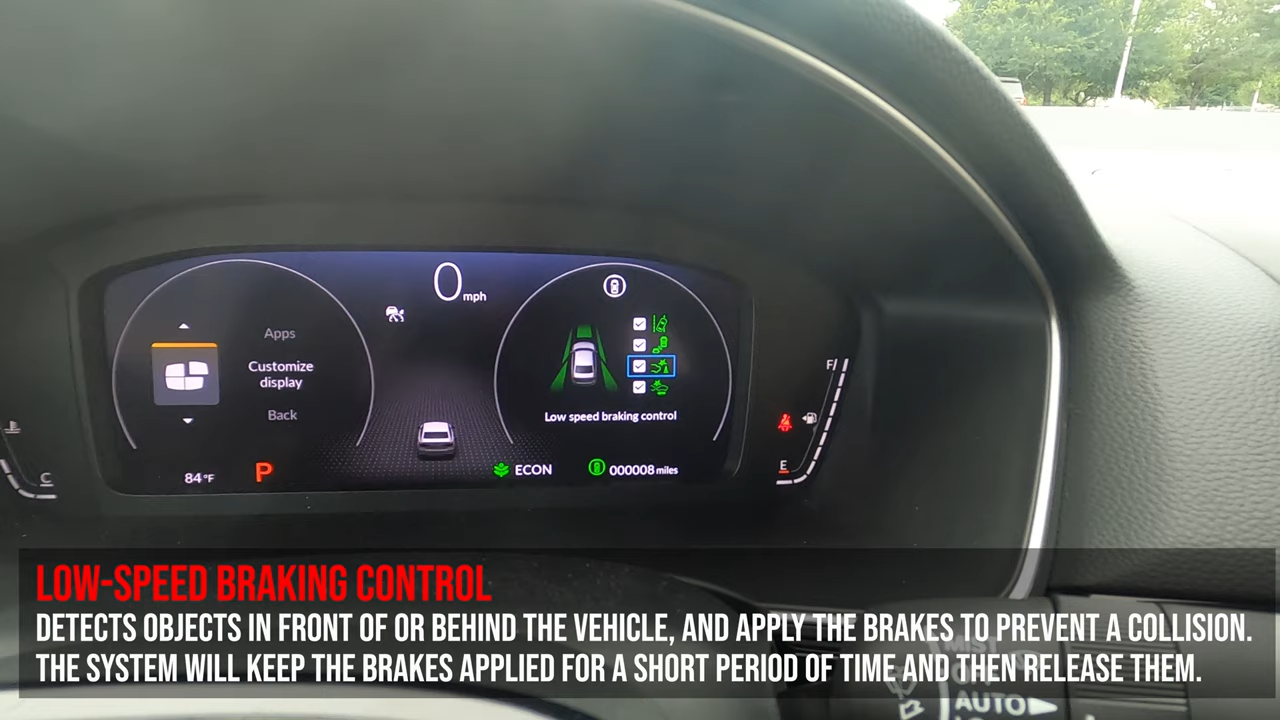 0 mph
Apps
Customize
display
Back
Low speed braking control
84°F
P
ECON
000008 miles
C
F
E
LOW-SPEED BRAKING CONTROL
DETECTS OBJECTS IN FRONT OF OR BEHIND THE VEHICLE, AND APPLY THE BRAKES TO PREVENT A COLLISION.
THE SYSTEM WILL KEEP THE BRAKES APPLIED FOR A SHORT PERIOD OF TIME AND THEN RELEASE THEM.
MIST
AUTO